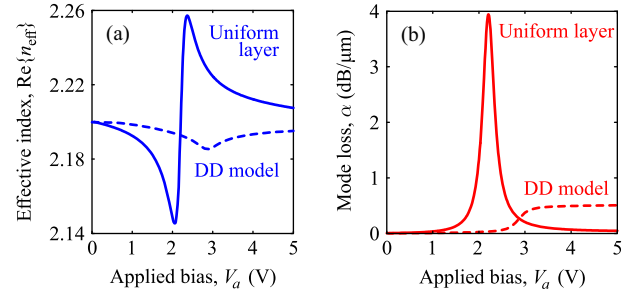 (a)
Uniform
layer
DD model
Effective index, Re{n_eff}
2.26
2.22
2.18
2.14
0
1
2
3
4
5
Applied bias, V_a (V)
(b)
Uniform layer
DD model
Mode loss, α (dB/μm)
4
3
2
1
0
0
1
2
3
4
5
Applied bias, V_a (V)